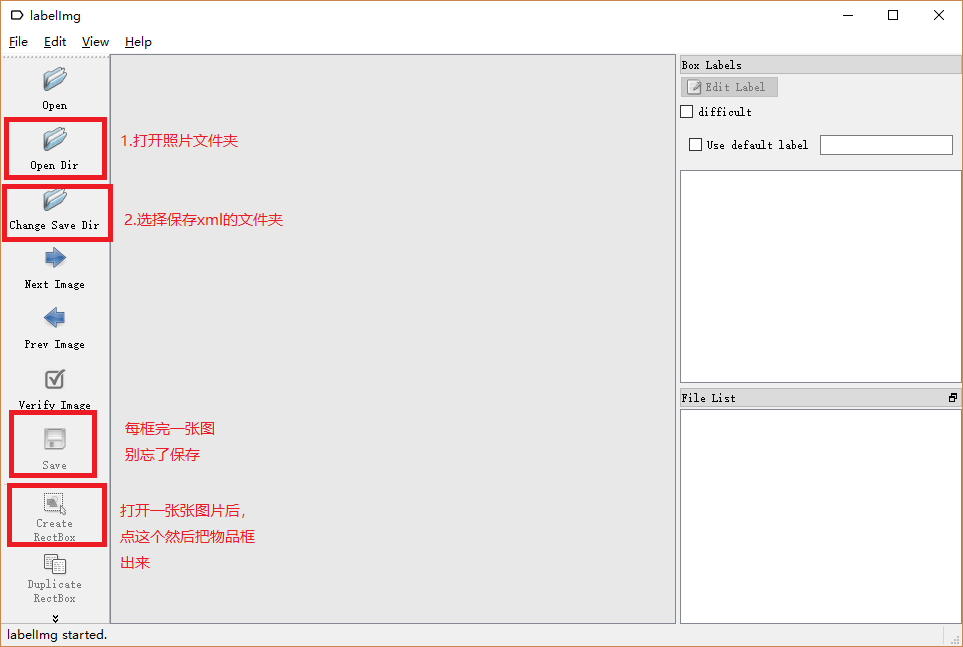 labelImg
File Edit View Help
Open
Open Dir
1.打开照片文件夹
Change Save Dir
2.选择保存xml的文件夹
Next Image
Prev Image
Verify Image
Save
每框完一张图
别忘了保存
Create
RectBox
打开一张张图片后，
点这个然后把物品框
出来
Duplicate
RectBox
Box Labels
Edit Label
difficult
Use default label
File List
labelImg started.